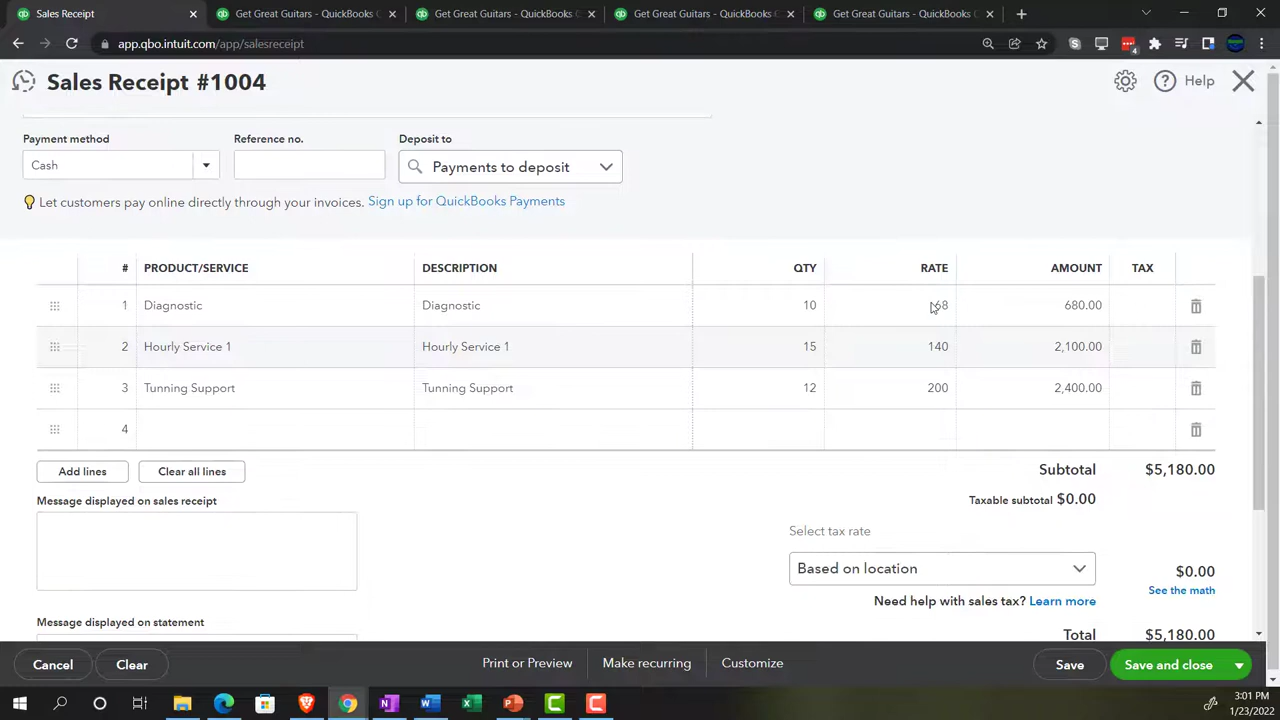 Sales Receipt
Get Great Guitars - QuickBooks C
Get Great Guitars - QuickBooks C
Get Great Guitars - QuickBooks C
Get Great Guitars - QuickBooks C
app.qbo.intuit.com/app/salesreceipt
4
Sales Receipt #1004
Help
Payment method
Reference no.
Deposit to
Cash
Payments to deposit
Let customers pay online directly through your invoices. Sign up for QuickBooks Payments
# PRODUCT/SERVICE DESCRIPTION QTY RATE AMOUNT TAX
1 Diagnostic Diagnostic 10 68 680.00
2 Hourly Service 1 Hourly Service 1 15 140 2,100.00
3 Tunning Support Tunning Support 12 200 2,400.00
4
Add lines
Clear all lines
Subtotal $5,180.00
Message displayed on sales receipt
Taxable subtotal $0.00
Select tax rate
Based on location
$0.00
See the math
Need help with sales tax? Learn more
Message displayed on statement
Total $5,180.00
Cancel
Clear
Print or Preview
Make recurring
Customize
Save
Save and close
3:01 PM
1/23/2022